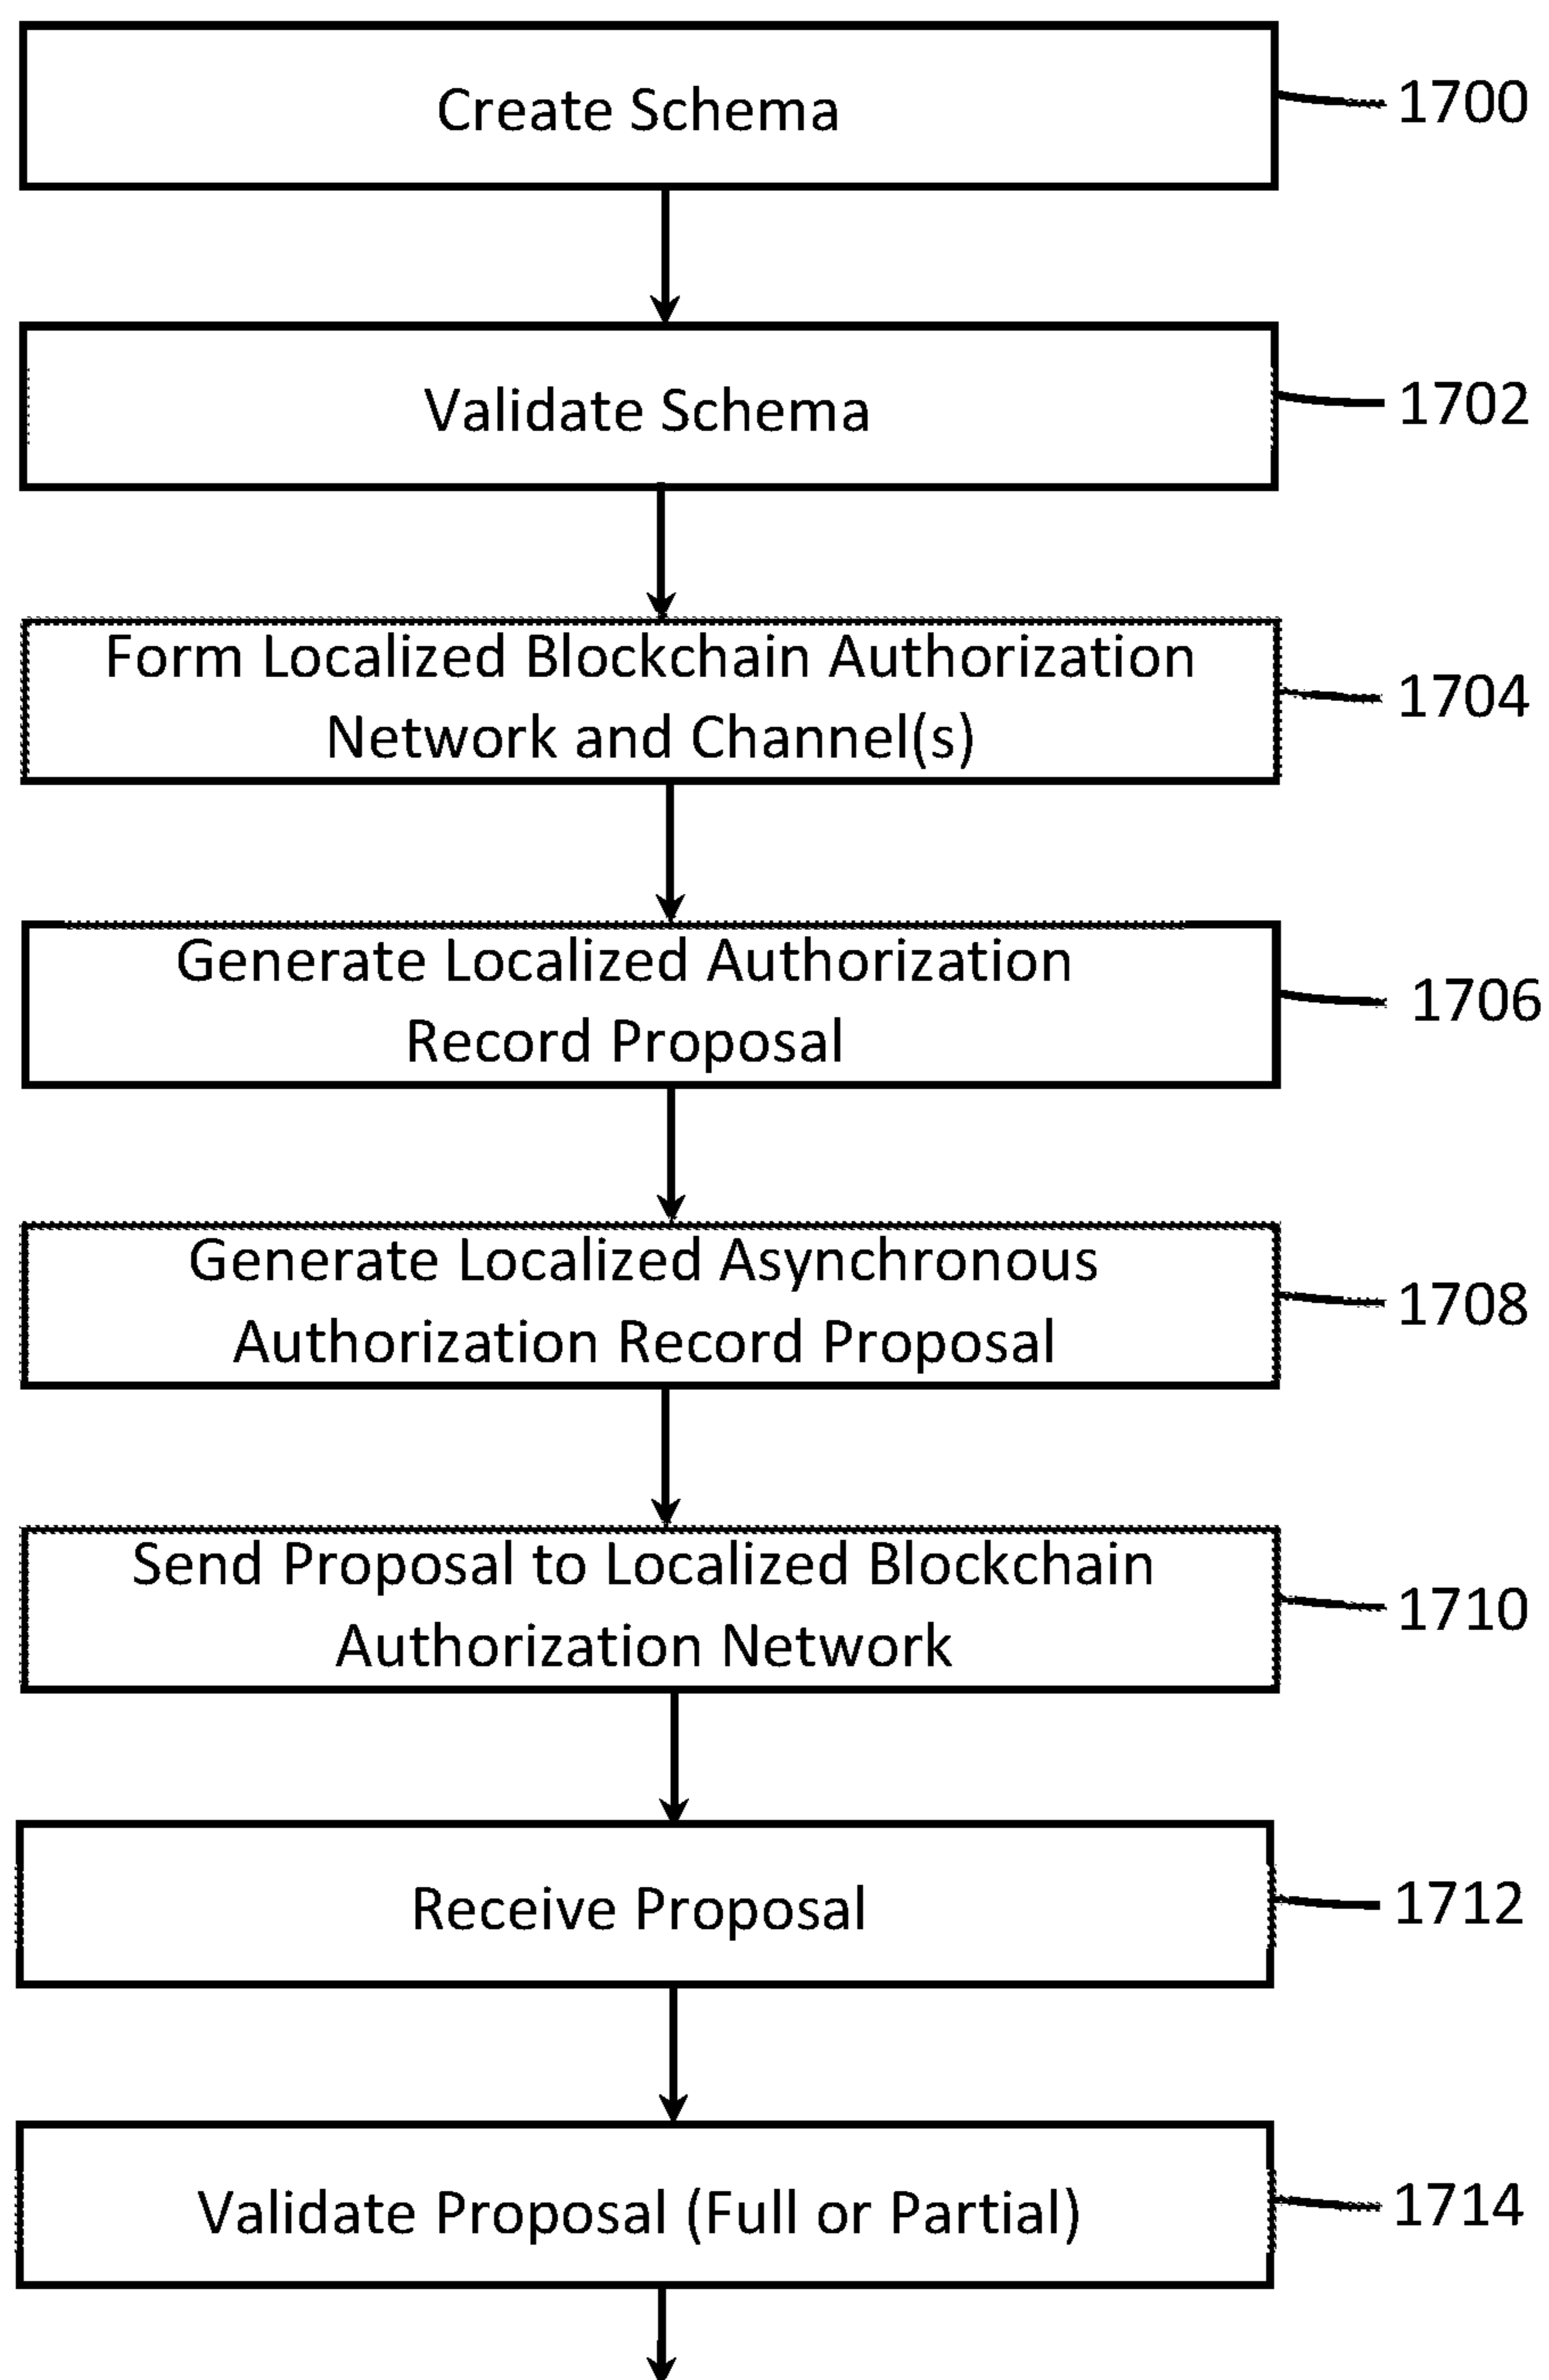 Create Schema
1700
Validate Schema
1702
Form Localized Blockchain Authorization
Network and Channel(s)
1704
Generate Localized Authorization
Record Proposal
1706
Generate Localized Asynchronous
Authorization Record Proposal
1708
Send Proposal to Localized Blockchain
Authorization Network
1710
Receive Proposal
1712
Validate Proposal (Full or Partial)
1714